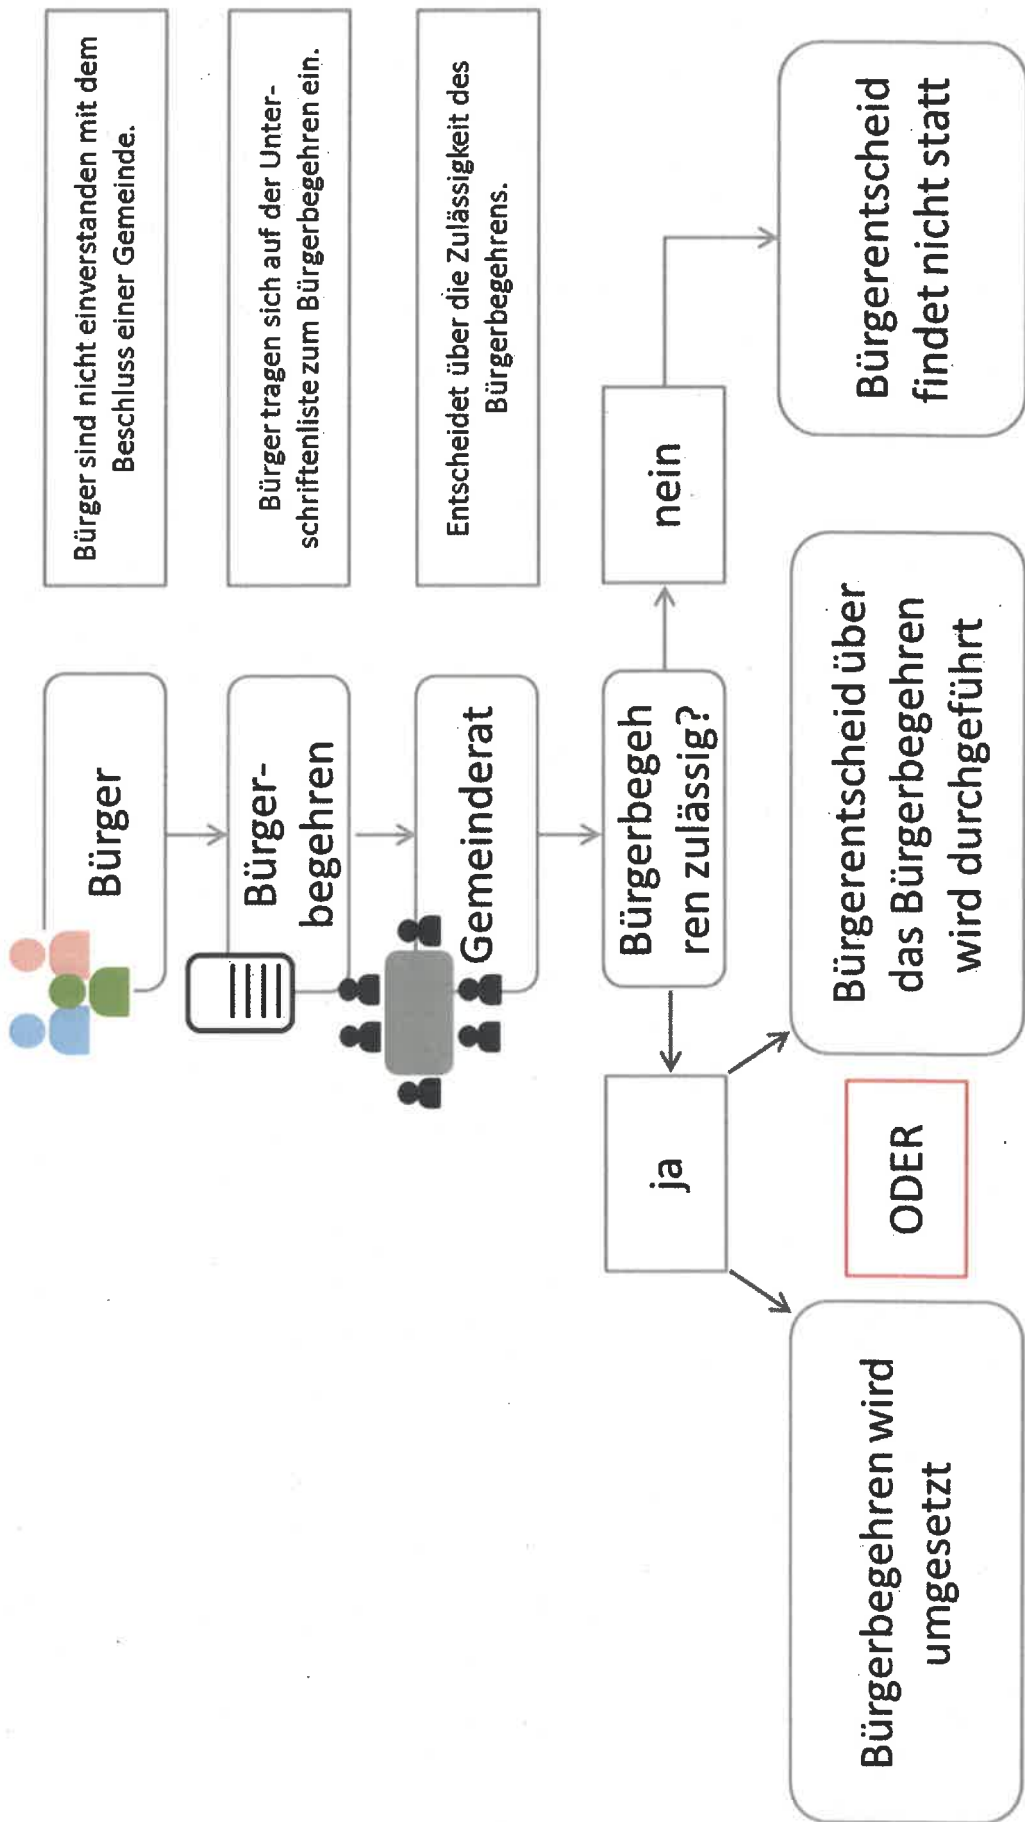 Bürger
Bürger sind nicht einverstanden mit dem
Beschluss einer Gemeinde.
Bürger-
begehren
Bürger tragen sich auf der Unter-
schriftenliste zum Bürgerbegehren ein.
Gemeinderat
Entscheidet über die Zulässigkeit des
Bürgerbegehrens.
ja
Bürgerbegeh
ren zulässig?
nein
Bürgerbegehren wird
umgesetzt
ODER
Bürgerentscheid über
das Bürgerbegehren
wird durchgeführt
Bürgerentscheid
findet nicht statt